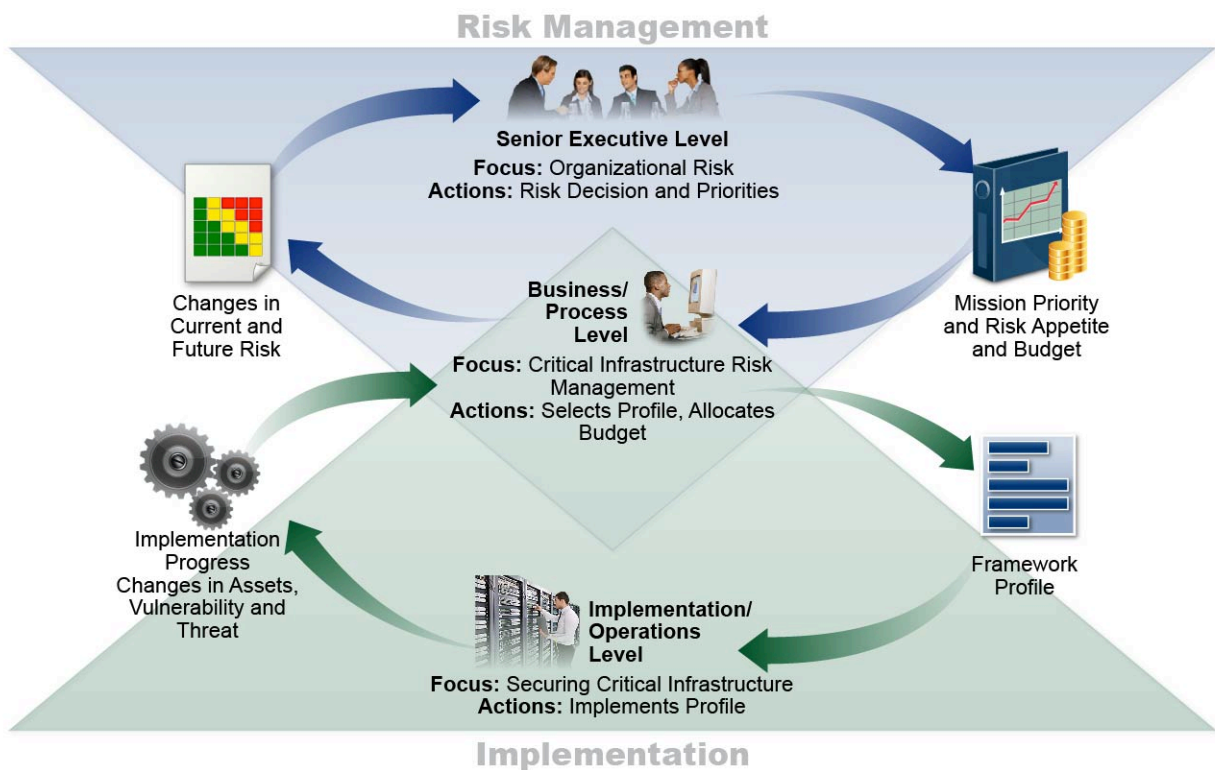 Risk Management
Senior Executive Level
Focus: Organizational Risk
Actions: Risk Decision and Priorities
Changes in
Current and
Future Risk
Mission Priority
and Risk Appetite
and Budget
Business/
Process
Level
Focus: Critical Infrastructure Risk
Management
Actions: Selects Profile, Allocates
Budget
Implementation
Progress
Changes in Assets,
Vulnerability and
Threat
Framework
Profile
Implementation/
Operations
Level
Focus: Securing Critical Infrastructure
Actions: Implements Profile
Implementation